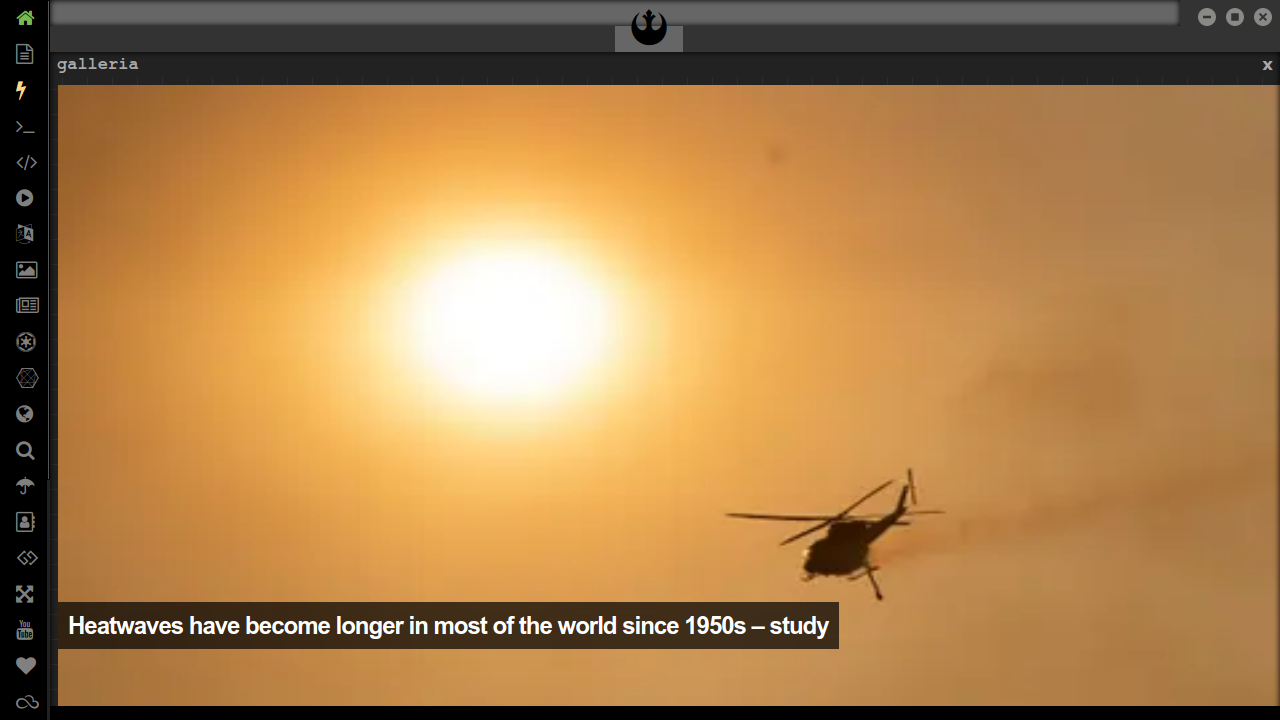 galleria
x
Heatwaves have become longer in most of the world since 1950s – study
You
Tube